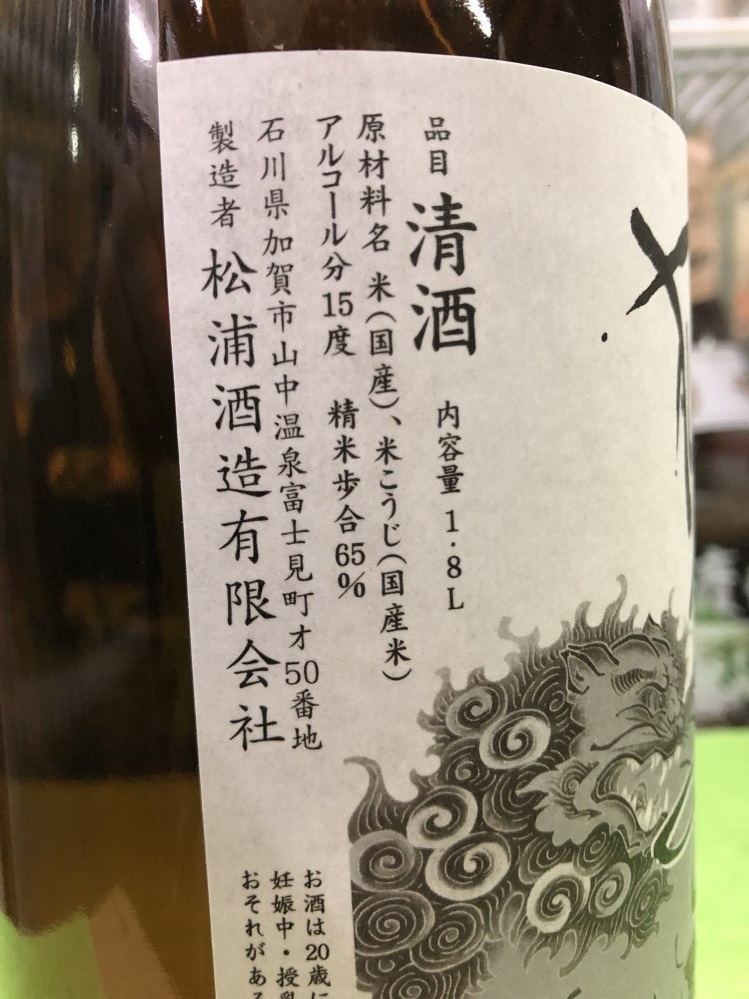 品目 清酒 内容量 1.8L
原材料名 米(国産)、米こうじ(国産米)
アルコール分15度 精米歩合65%
石川県加賀市山中温泉富士見町オ50番地
製造者 松浦酒造有限会社
お酒は20歳に
妊娠中・授乳
おそれがある